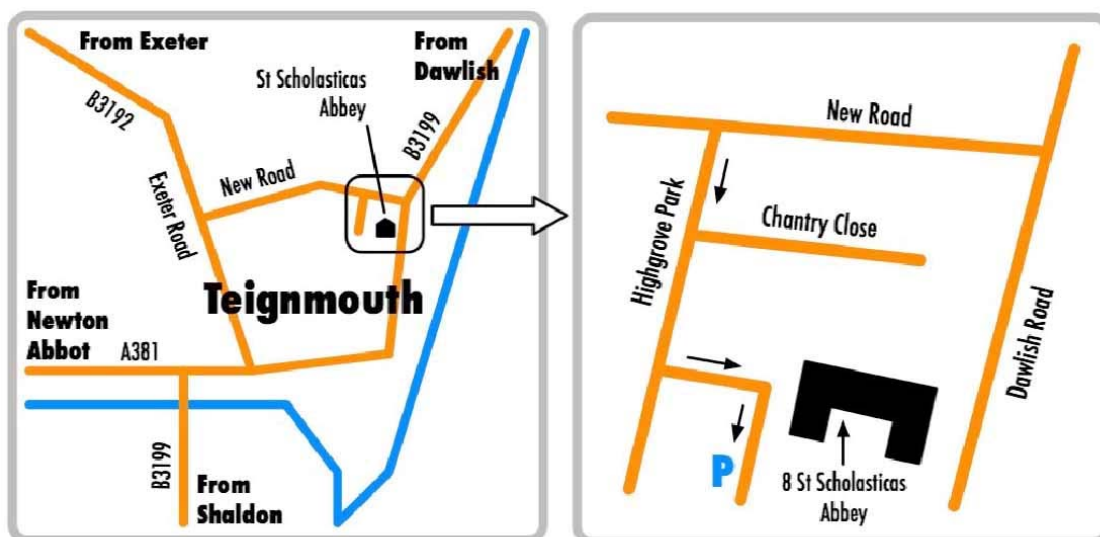 From Exeter
From
Dawlish
B3192
St Scholasticas
Abbey
B3199
New Road
Exeter Road
Teignmouth
From
Newton
Abbot
A381
B3199
From
Shaldon
New Road
Highgrove Park
Chantry Close
Dawlish Road
P
8 St Scholasticas
Abbey